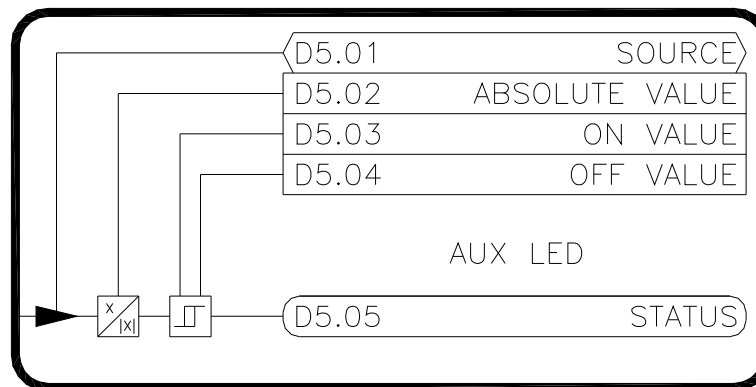 D5.01 SOURCE
D5.02 ABSOLUTE VALUE
D5.03 ON VALUE
D5.04 OFF VALUE
AUX LED
x
|x|
D5.05 STATUS